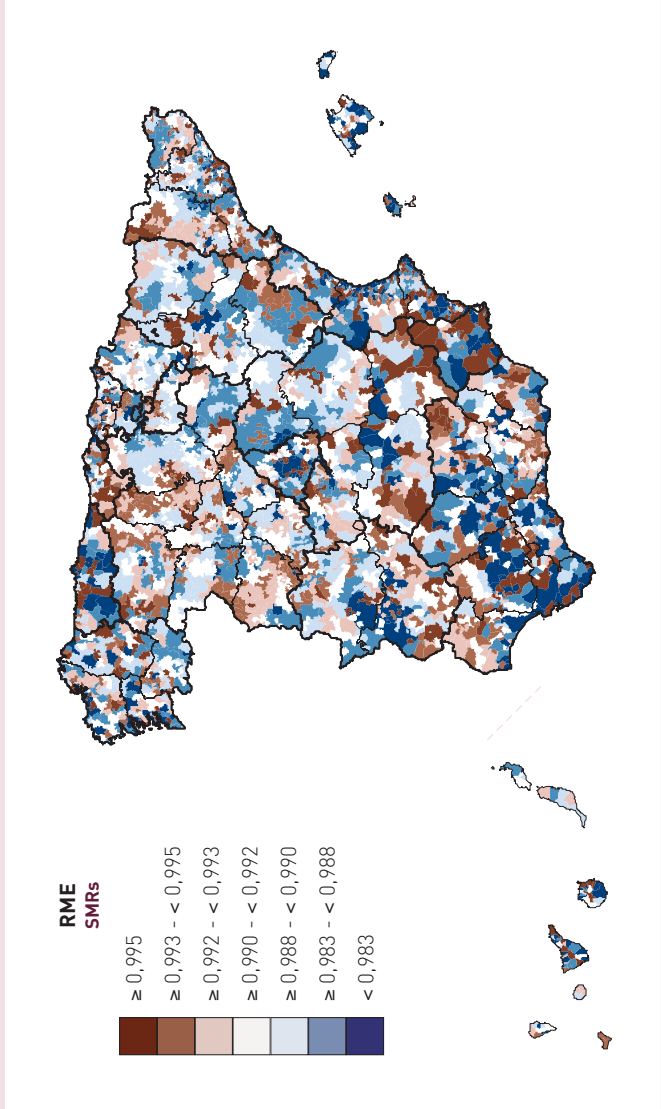 RME
SMRs
≥ 0,995
≥ 0,993 - < 0,995
≥ 0,992 - < 0,993
≥ 0,990 - < 0,992
≥ 0,988 - < 0,990
≥ 0,983 - < 0,988
< 0,983